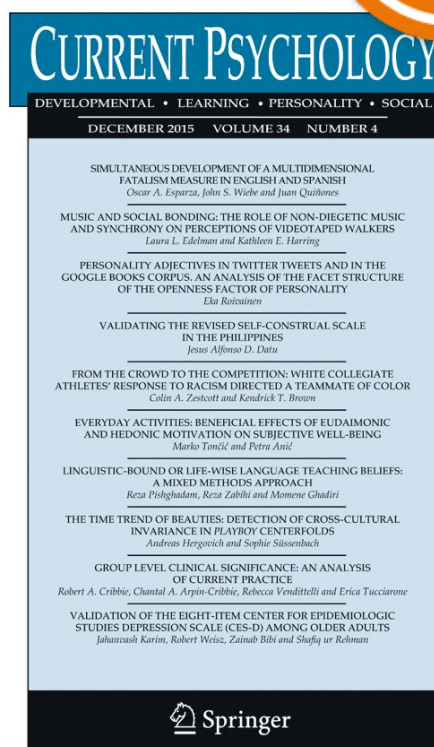 CURRENT PSYCHOLOGY
DEVELOPMENTAL • LEARNING • PERSONALITY • SOCIAL
DECEMBER 2015 VOLUME 34 NUMBER 4
SIMULTANEOUS DEVELOPMENT OF A MULTIDIMENSIONAL
FATALISM MEASURE IN ENGLISH AND SPANISH
Oscar A. Esparza, John S. Wiebe and Juan Quiñones
MUSIC AND SOCIAL BONDING: THE ROLE OF NON-DIEGETIC MUSIC
AND SYNCHRONY ON PERCEPTIONS OF VIDEOTAPED WALKERS
Laura L. Edelman and Kathleen E. Harring
PERSONALITY ADJECTIVES IN TWITTER TWEETS AND IN THE
GOOGLE BOOKS CORPUS. AN ANALYSIS OF THE FACET STRUCTURE
OF THE OPENNESS FACTOR OF PERSONALITY
Eka Roivainen
VALIDATING THE REVISED SELF-CONSTRUAL SCALE
IN THE PHILIPPINES
Jesus Alfonso D. Datu
FROM THE CROWD TO THE COMPETITION: WHITE COLLEGIATE
ATHLETES' RESPONSE TO RACISM DIRECTED A TEAMMATE OF COLOR
Colin A. Zestcott and Kendrick T. Brown
EVERYDAY ACTIVITIES: BENEFICIAL EFFECTS OF EUDAIMONIC
AND HEDONIC MOTIVATION ON SUBJECTIVE WELL-BEING
Marko Tončić and Petra Anić
LINGUISTIC-BOUND OR LIFE-WISE LANGUAGE TEACHING BELIEFS:
A MIXED METHODS APPROACH
Reza Pishghadam, Reza Zabihi and Momene Ghadiri
THE TIME TREND OF BEAUTIES: DETECTION OF CROSS-CULTURAL
INVARIANCE IN PLAYBOY CENTERFOLDS
Andreas Hergovich and Sophie Süssenbach
GROUP LEVEL CLINICAL SIGNIFICANCE: AN ANALYSIS
OF CURRENT PRACTICE
Robert A. Cribbie, Chantal A. Arpin-Cribbie, Rebecca Vendittelli and Erica Tucciarone
VALIDATION OF THE EIGHT-ITEM CENTER FOR EPIDEMIOLOGIC
STUDIES DEPRESSION SCALE (CES-D) AMONG OLDER ADULTS
Jahanvash Karim, Robert Weisz, Zainab Bibi and Shafiq ur Rehman
Springer